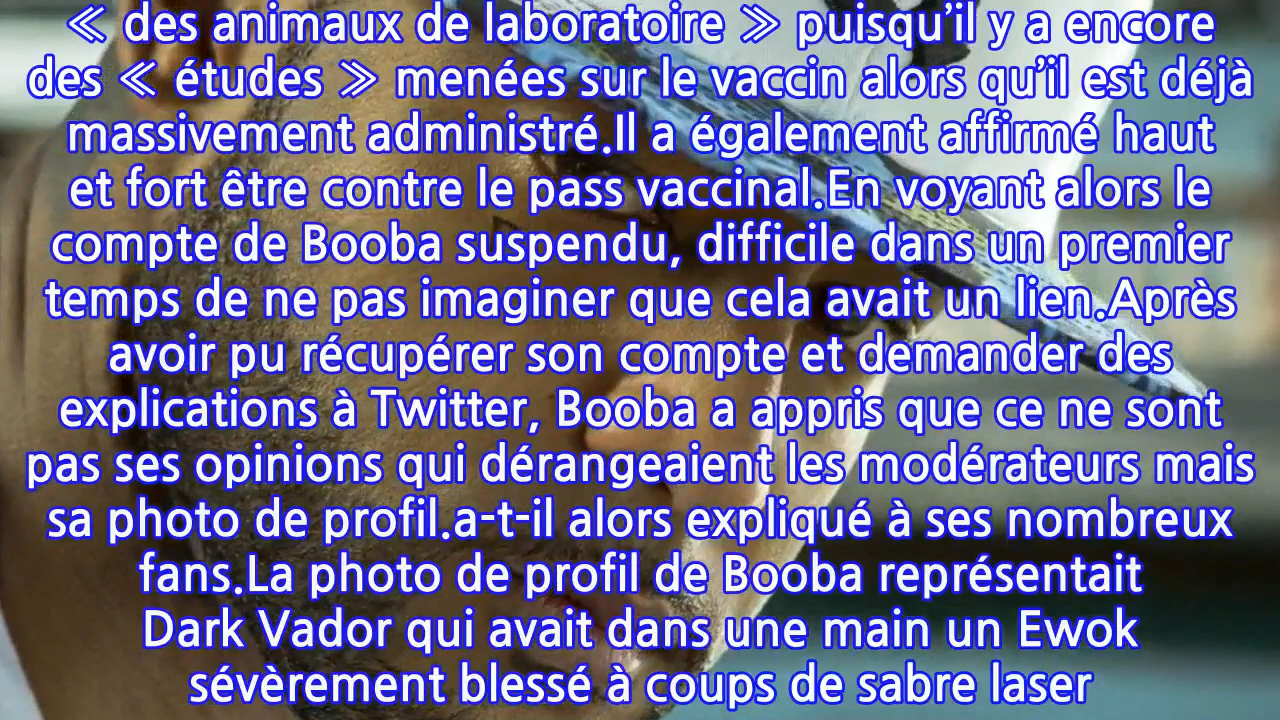 ≪ des animaux de laboratoire ≫ puisqu’il y a encore
des ≪ études ≫ menées sur le vaccin alors qu’il est déjà
massivement administré.Il a également affirmé haut
et fort être contre le pass vaccinal.En voyant alors le
compte de Booba suspendu, difficile dans un premier
temps de ne pas imaginer que cela avait un lien.Après
avoir pu récupérer son compte et demander des
explications à Twitter, Booba a appris que ce ne sont
pas ses opinions qui dérangeaient les modérateurs mais
sa photo de profil.a-t-il alors expliqué à ses nombreux
fans.La photo de profil de Booba représentait
Dark Vador qui avait dans une main un Ewok
sévèrement blessé à coups de sabre laser